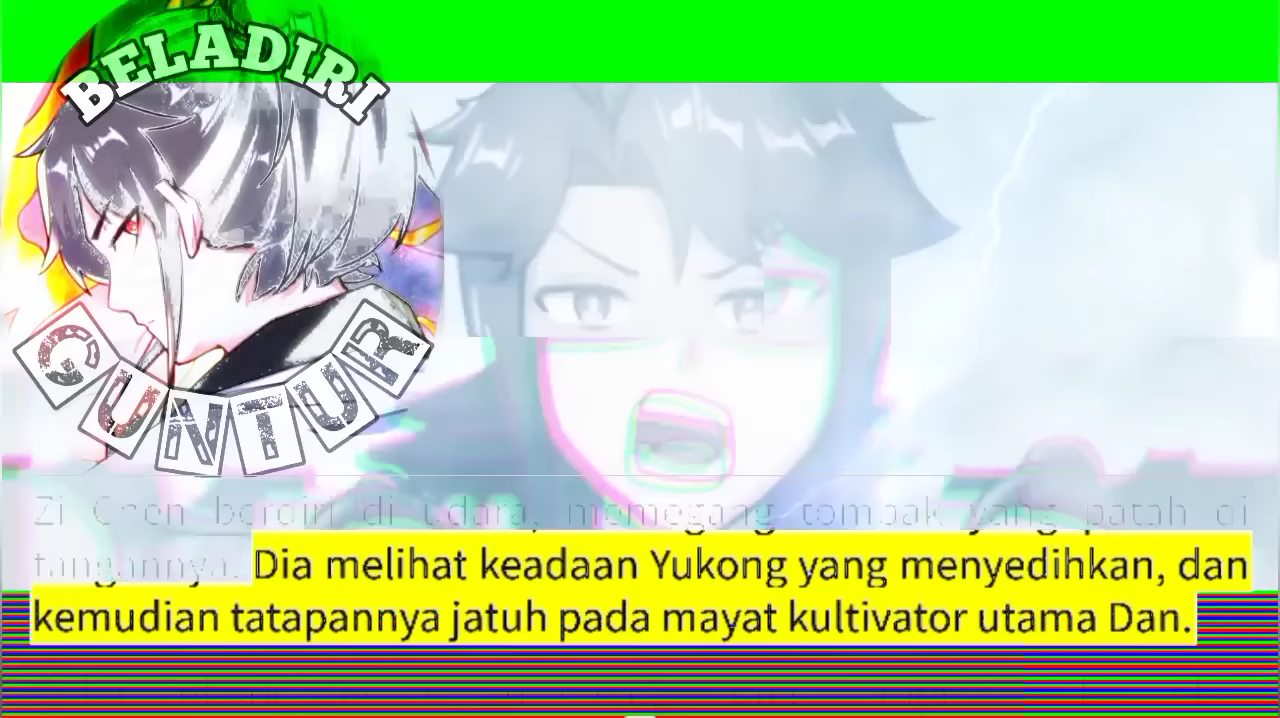 BELADIRI
GUNTUR
Zi Chen berdiri di udara, memegang tombak yang patah di
tangannya. Dia melihat keadaan Yukong yang menyedihkan, dan
kemudian tatapannya jatuh pada mayat kultivator utama Dan.